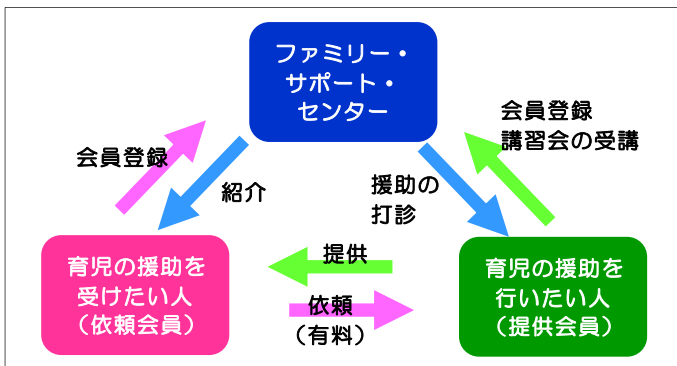 ファミリー・
サポート・
センター
会員登録
紹介
援助の
打診
会員登録
講習会の受講
育児の援助を
受けたい人
（依頼会員）
提供
依頼
（有料）
育児の援助を
行いたい人
（提供会員）